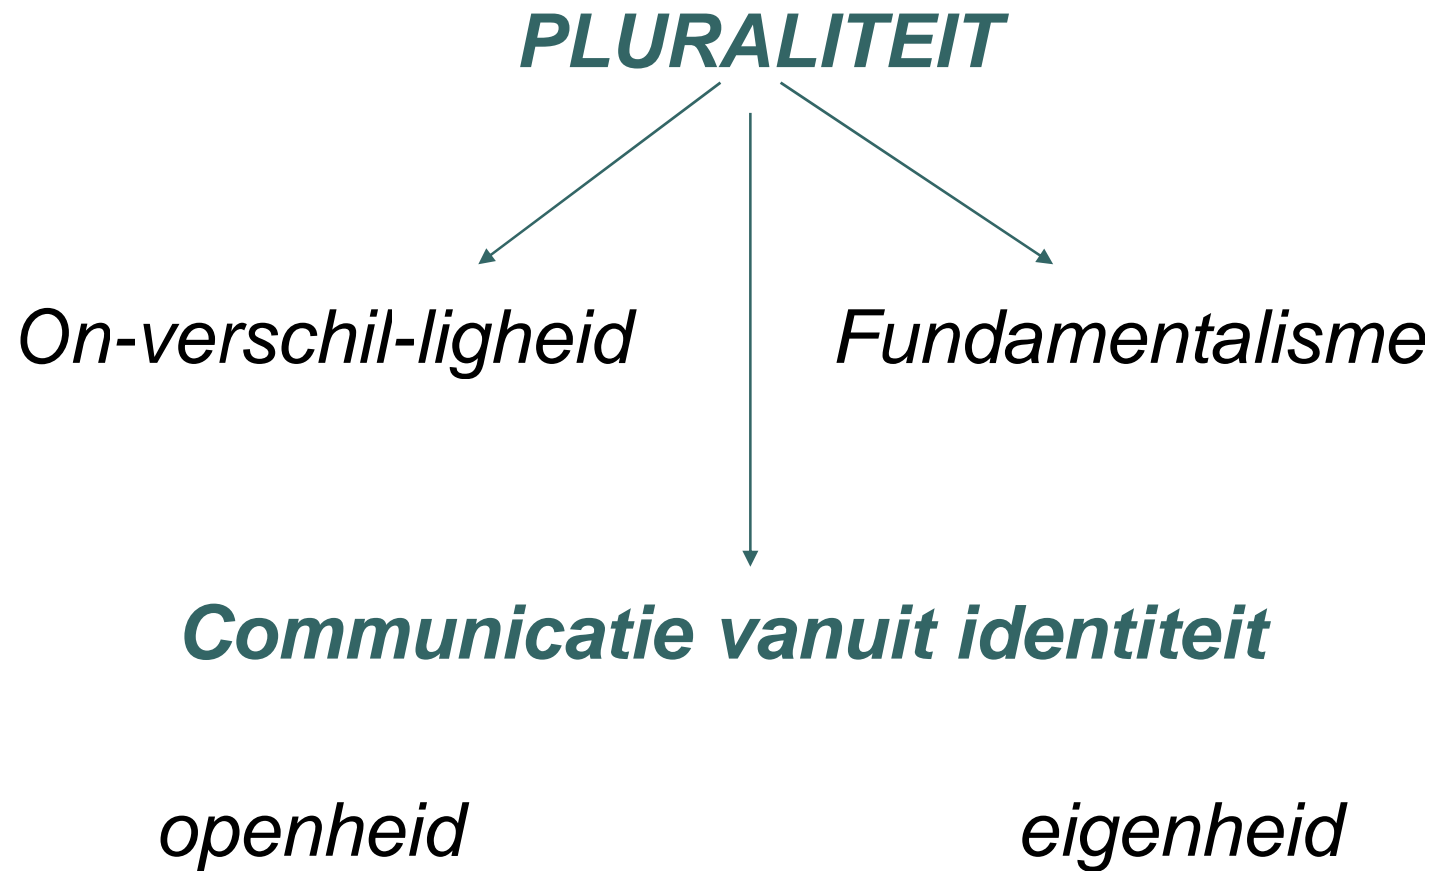 PLURALITEIT
On-verschil-ligheid Fundamentalisme
Communicatie vanuit identiteit
openheid eigenheid